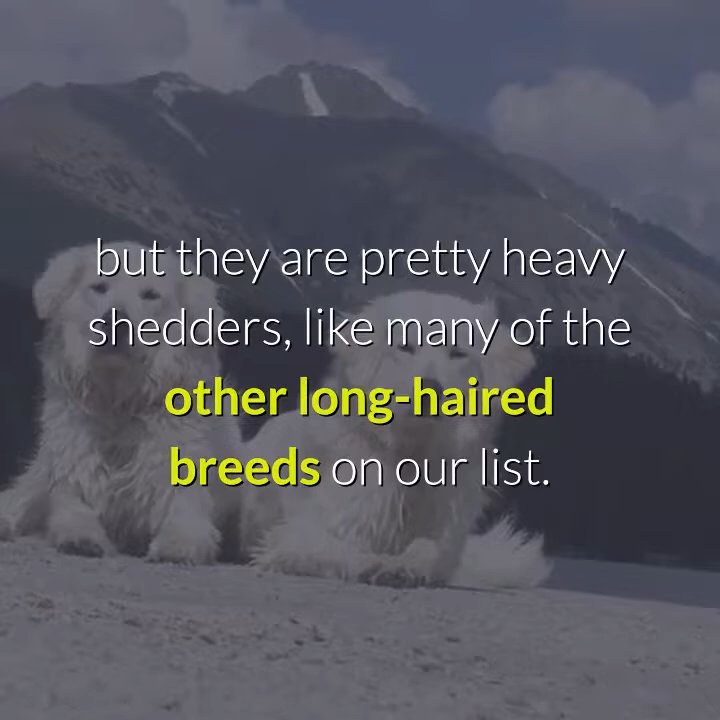 but they are pretty heavy
shedders, like many of the
other long-haired
breeds on our list.